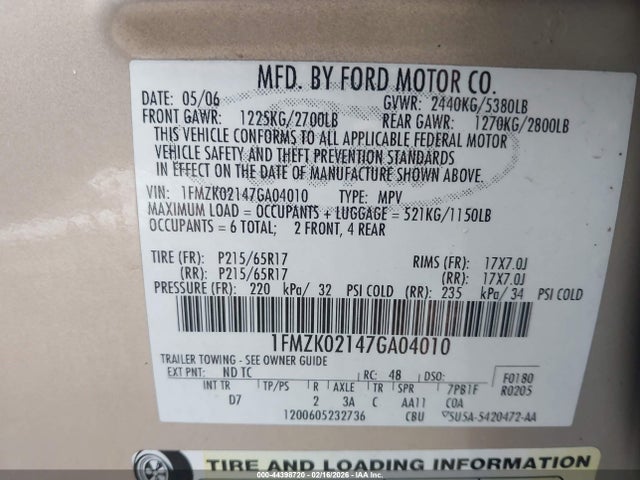 MFD. BY FORD MOTOR CO.
DATE: 05/06 GVWR: 2440KG/5380LB
FRONT GAWR: 1225KG/2700LB REAR GAWR: 1270KG/2800LB
THIS VEHICLE CONFORMS TO ALL APPLICABLE FEDERAL MOTOR
VEHICLE SAFETY AND THEFT PREVENTION STANDARDS
IN EFFECT ON THE DATE OF MANUFACTURE SHOWN ABOVE.
VIN: 1FMZK02147GA04010 TYPE: MPV
MAXIMUM LOAD = OCCUPANTS + LUGGAGE = 521KG/1150LB
OCCUPANTS = 6 TOTAL; 2 FRONT, 4 REAR
TIRE (FR): P215/65R17 RIMS (FR): 17X7.0J
(RR): P215/65R17 (RR): 17X7.0J
PRESSURE (FR): 220 kPa/ 32 PSI COLD (RR): 235 kPa/ 34 PSI COLD
1FMZK02147GA04010
TRAILER TOWING - SEE OWNER GUIDE
EXT PNT: ND TC RC: 48 DSO: F0180
INT TR TP/PS R AXLE TR SPR 7PB1F R0205
D7 2 3A C AA11 C0A
1200605232736 CBU SU5A-5420472-AA
TIRE AND LOADING INFORMATION
000-44398720 - 02/16/2026 - IAAI.com